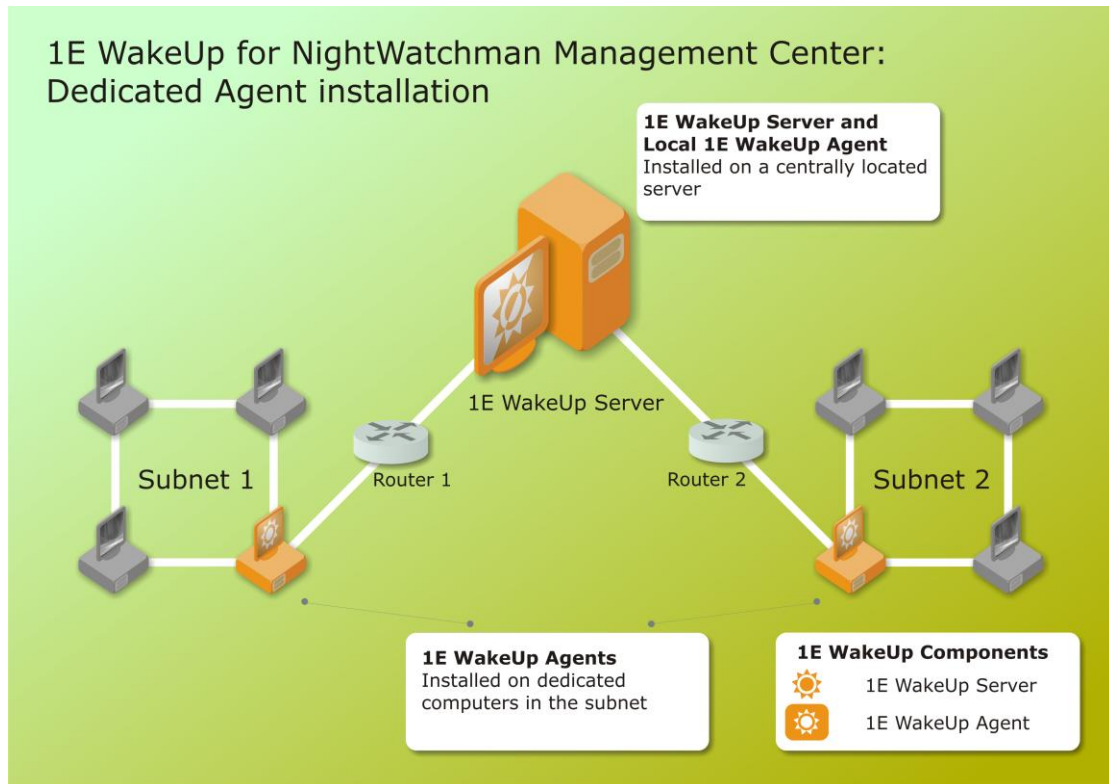 1E WakeUp for NightWatchman Management Center:
Dedicated Agent installation
1E WakeUp Server and
Local 1E WakeUp Agent
Installed on a centrally located
server
1E WakeUp Server
Subnet 1
Router 1
Router 2
Subnet 2
1E WakeUp Agents
Installed on dedicated
computers in the subnet
1E WakeUp Components
1E WakeUp Server
1E WakeUp Agent